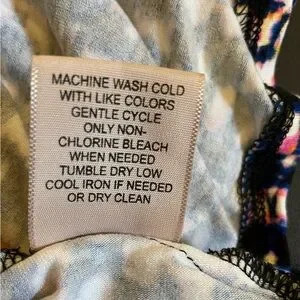 MACHINE WASH COLD
WITH LIKE COLORS
GENTLE CYCLE
ONLY NON-
CHLORINE BLEACH
WHEN NEEDED
TUMBLE DRY LOW
COOL IRON IF NEEDED
OR DRY CLEAN